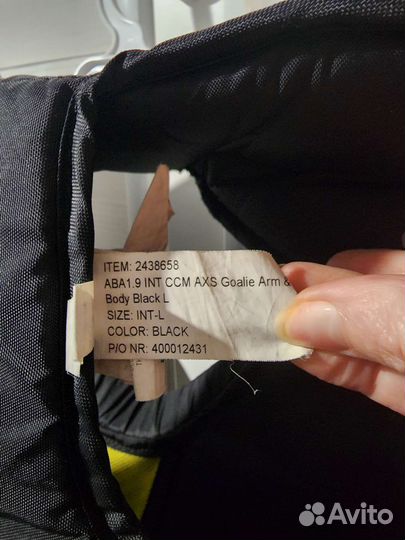 ITEM: 2438658
ABA1.9 INT CCM AXS Goalie Arm &
Body Black L
SIZE: INT-L
COLOR: BLACK
P/O NR: 400012431
Avito